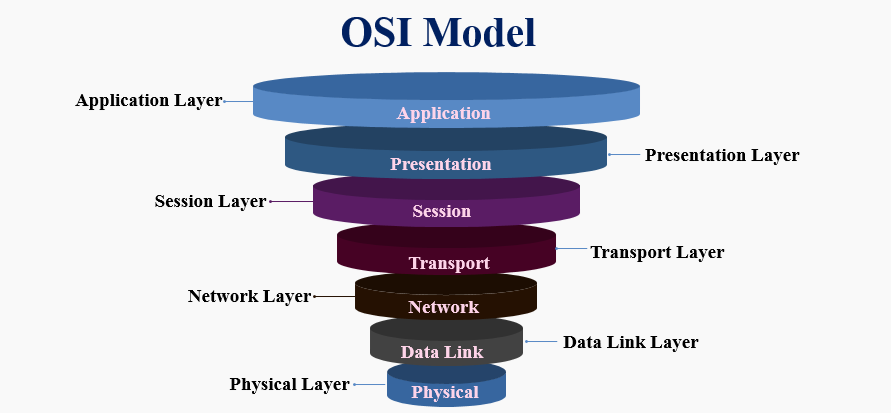 OSI Model
Application Layer
Application
Presentation
Presentation Layer
Session Layer
Session
Transport
Transport Layer
Network Layer
Network
Data Link
Data Link Layer
Physical Layer
Physical